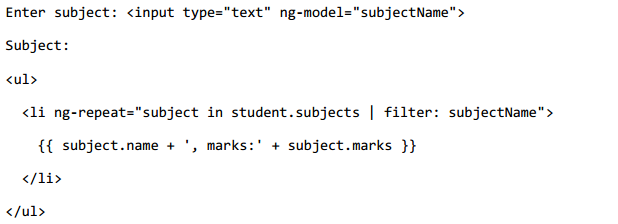 Enter subject: <input type="text" ng-model="subjectName">
Subject:
<ul>
<li ng-repeat="subject in student.subjects | filter: subjectName">
{{ subject.name + ', marks:' + subject.marks }}
</li>
</ul>